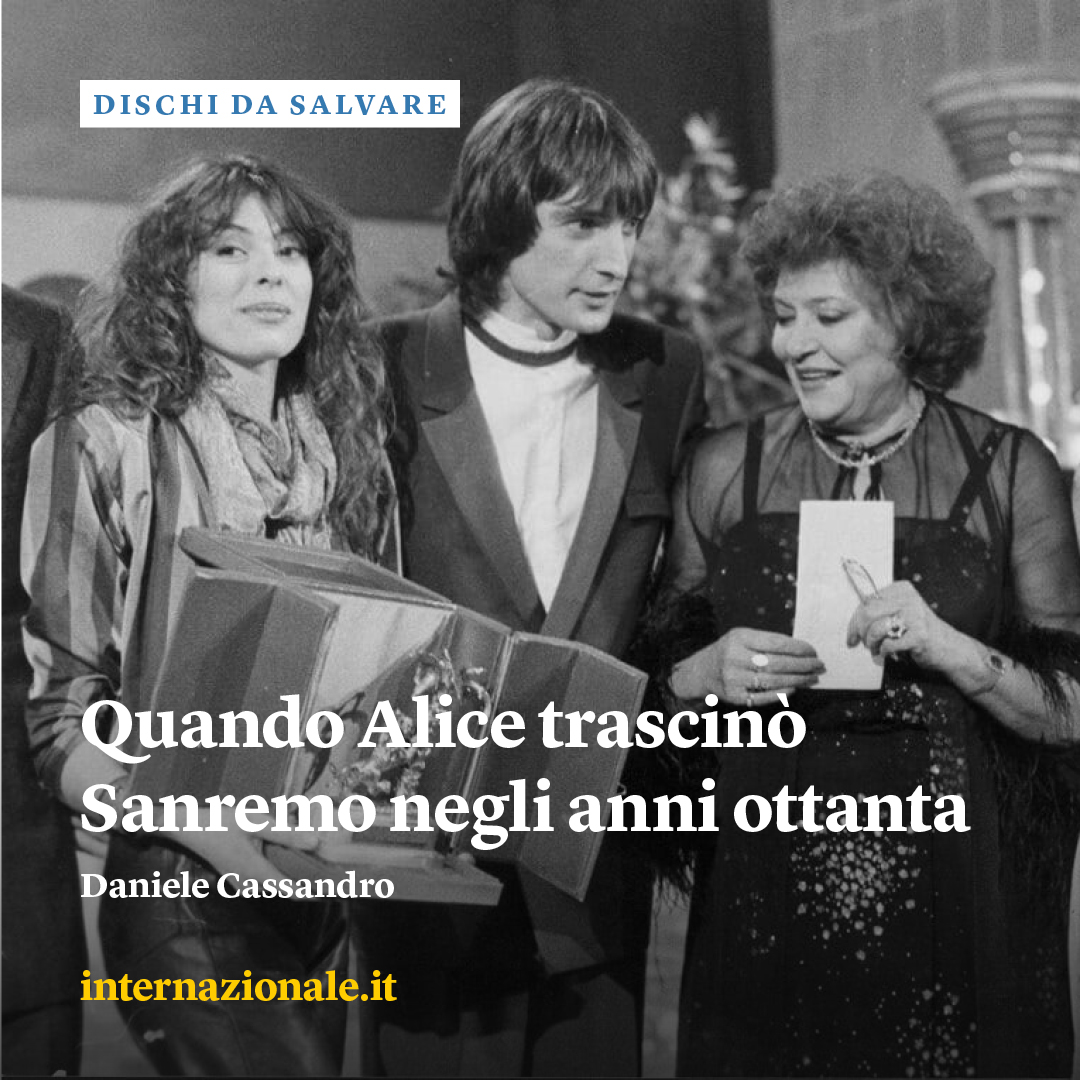 DISCHI DA SALVARE
Quando Alice trascinò
Sanremo negli anni ottanta
Daniele Cassandro
internazionale.it